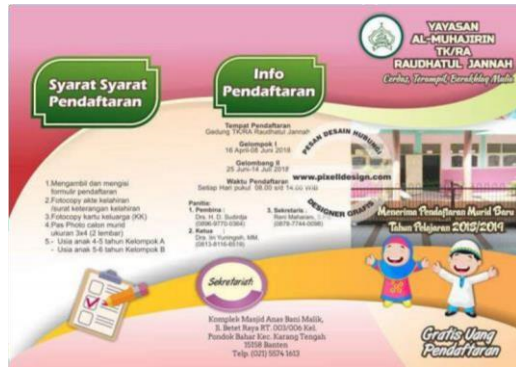 Syarat Syarat
Pendaftaran
1.Mengambil dan mengisi
formulir pendaftaran
2.Fotocopy akte kelahiran
/surat keterangan kelahiran
3.Fotocopy kartu keluarga (KK)
4.Pas Photo calon murid
ukuran 3x4 (2 lembar)
5.- Usia anak 4-5 tahun Kelompok A
- Usia anak 5-6 tahun Kelompok B
Info
Pendaftaran
Tempat Pendaftaran
Gedung TK/RA Raudhatul Jannah
Gelompok I
16 April-08 Juni 2018
Gelombang II
25 Juni-14 Juli 2018
Waktu Pendaftaran
Setiap Hari pukul 08.00 s/d 14.00 WIB
PESAN DESAIN HUBUNGI
www.pixelldesign.com
DESIGNER GRAFIS
Panitia:
1. Pembina :
Drs. H. D. Sudirdja
2. Ketua :
Dra. Iin Yuningsih, MM.
3. Sekretaris :
Reni Maharani,
Sekretariat:
Komplek Masjid Anas Bani Malik,
Jl. Betet Raya RT. 003/006 Kel.
Pondok Bahar Kec. Karang Tengah
15158 Banten
Telp. (021) 5574 1613
YAYASAN
AL-MUHAJIRIN
TK/RA
RAUDHATUL JANNAH
Cerdas, Terampil, Berakhlaq Mulia
Menerima Pendaftaran Murid Baru
Tahun Pelajaran 2018/2019
Gratis Uang
Pendaftaran